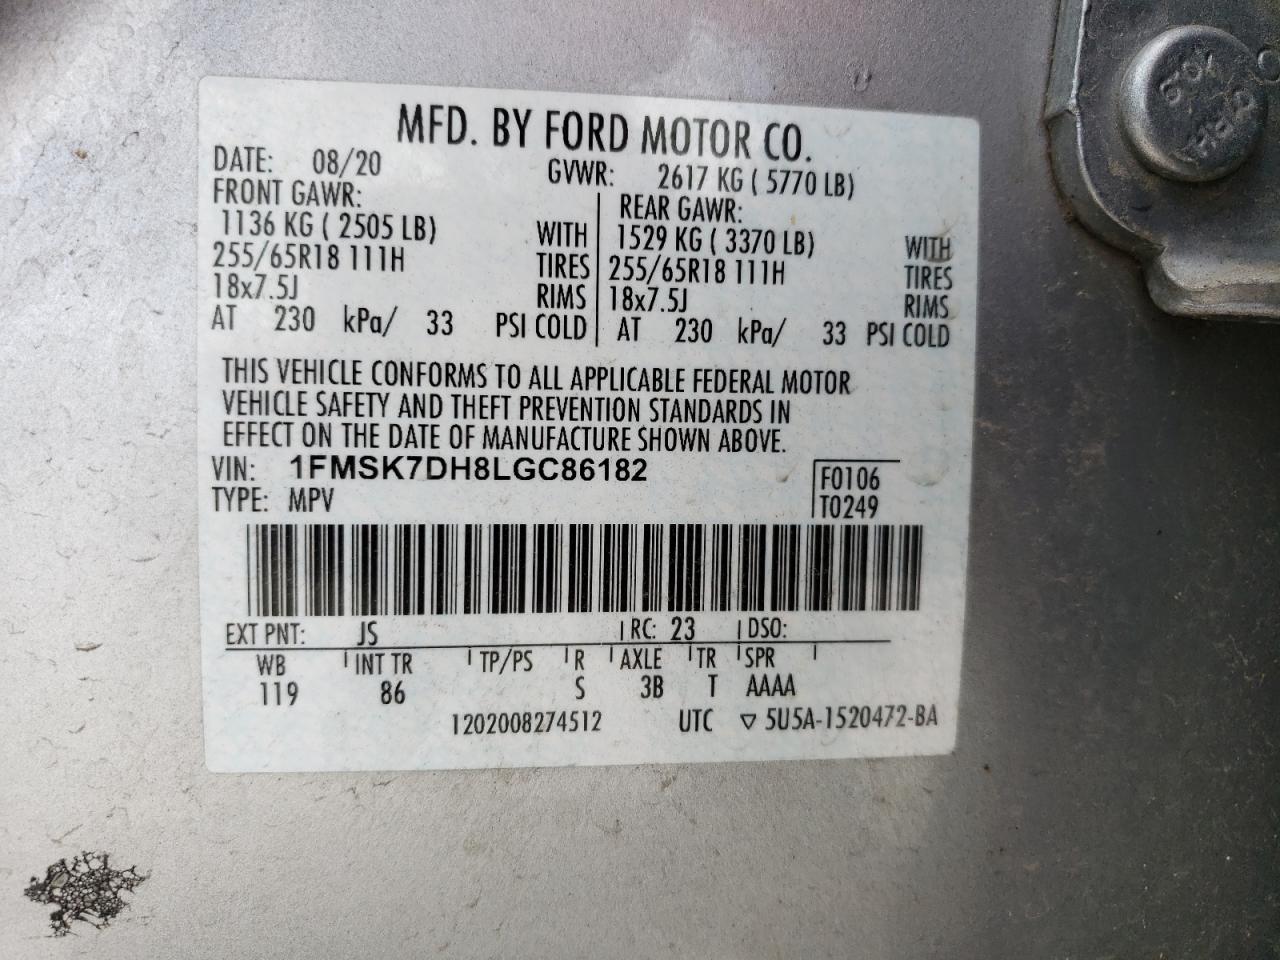 MFD. BY FORD MOTOR CO.
DATE: 08/20 GVWR: 2617 KG ( 5770 LB)
FRONT GAWR: REAR GAWR:
1136 KG ( 2505 LB) WITH 1529 KG ( 3370 LB) WITH
255/65R18 111H TIRES 255/65R18 111H TIRES
18x7.5J RIMS 18x7.5J RIMS
AT 230 kPa/ 33 PSI COLD AT 230 kPa/ 33 PSI COLD
THIS VEHICLE CONFORMS TO ALL APPLICABLE FEDERAL MOTOR
VEHICLE SAFETY AND THEFT PREVENTION STANDARDS IN
EFFECT ON THE DATE OF MANUFACTURE SHOWN ABOVE.
VIN: 1FMSK7DH8LGC86182 F0106
TYPE: MPV T0249
EXT PNT: JS RC: 23 DSO:
WB INT TR TP/PS R AXLE TR SPR
119 86 S 3B T AAAA
1202008274512 UTC ▽ 5U5A-1520472-BA